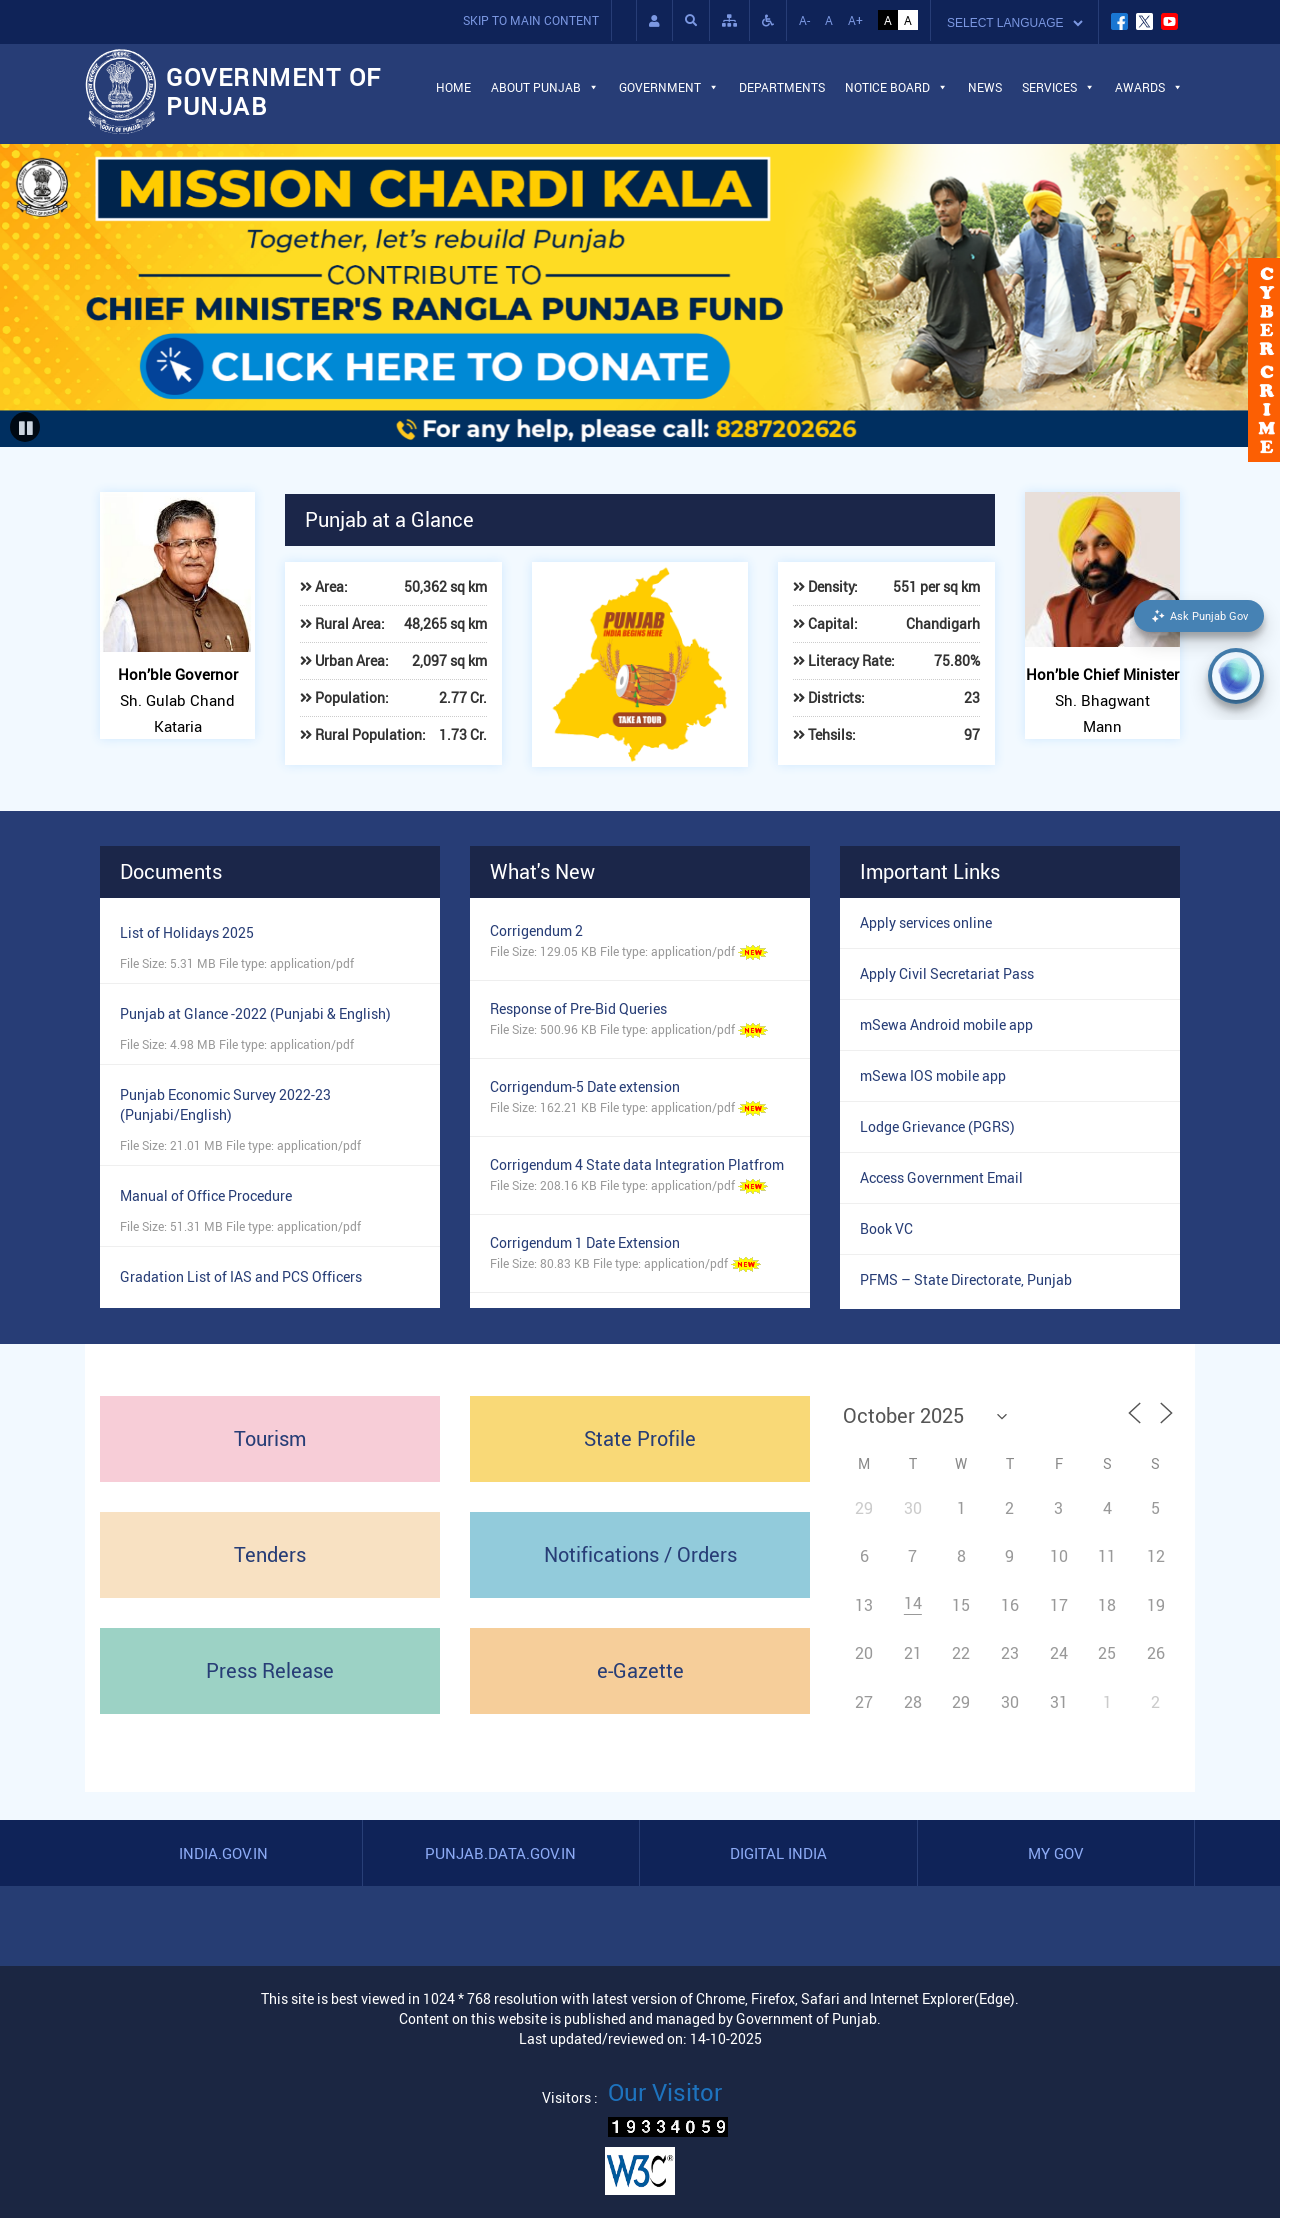 SKIP TO MAIN CONTENT
A- A A+ A A
SELECT LANGUAGE
GOVERNMENT OF
PUNJAB
GOVT. OF PUNJAB
HOME ABOUT PUNJAB GOVERNMENT DEPARTMENTS NOTICE BOARD NEWS SERVICES AWARDS
MISSION CHARDI KALA
Together, let's rebuild Punjab
CONTRIBUTE TO
CHIEF MINISTER'S RANGLA PUNJAB FUND
CLICK HERE TO DONATE
For any help, please call: 8287202626
CYBER CRIME
Hon'ble Governor
Sh. Gulab Chand
Kataria
Punjab at a Glance
Area: 50,362 sq km
Rural Area: 48,265 sq km
Urban Area: 2,097 sq km
Population: 2.77 Cr.
Rural Population: 1.73 Cr.
PUNJAB
INDIA BEGINS HERE
TAKE A TOUR
Density: 551 per sq km
Capital: Chandigarh
Literacy Rate: 75.80%
Districts: 23
Tehsils: 97
Ask Punjab Gov
Hon'ble Chief Minister
Sh. Bhagwant
Mann
Documents
List of Holidays 2025
File Size: 5.31 MB File type: application/pdf
Punjab at Glance -2022 (Punjabi & English)
File Size: 4.98 MB File type: application/pdf
Punjab Economic Survey 2022-23
(Punjabi/English)
File Size: 21.01 MB File type: application/pdf
Manual of Office Procedure
File Size: 51.31 MB File type: application/pdf
Gradation List of IAS and PCS Officers
What's New
Corrigendum 2
File Size: 129.05 KB File type: application/pdf NEW
Response of Pre-Bid Queries
File Size: 500.96 KB File type: application/pdf NEW
Corrigendum-5 Date extension
File Size: 162.21 KB File type: application/pdf NEW
Corrigendum 4 State data Integration Platfrom
File Size: 208.16 KB File type: application/pdf NEW
Corrigendum 1 Date Extension
File Size: 80.83 KB File type: application/pdf NEW
Important Links
Apply services online
Apply Civil Secretariat Pass
mSewa Android mobile app
mSewa IOS mobile app
Lodge Grievance (PGRS)
Access Government Email
Book VC
PFMS – State Directorate, Punjab
Tourism
State Profile
Tenders
Notifications / Orders
Press Release
e-Gazette
October 2025
M T W T F S S
29 30 1 2 3 4 5
6 7 8 9 10 11 12
13 14 15 16 17 18 19
20 21 22 23 24 25 26
27 28 29 30 31 1 2
INDIA.GOV.IN PUNJAB.DATA.GOV.IN DIGITAL INDIA MY GOV
This site is best viewed in 1024 * 768 resolution with latest version of Chrome, Firefox, Safari and Internet Explorer(Edge).
Content on this website is published and managed by Government of Punjab.
Last updated/reviewed on: 14-10-2025
Visitors : Our Visitor
19334059
W3C®